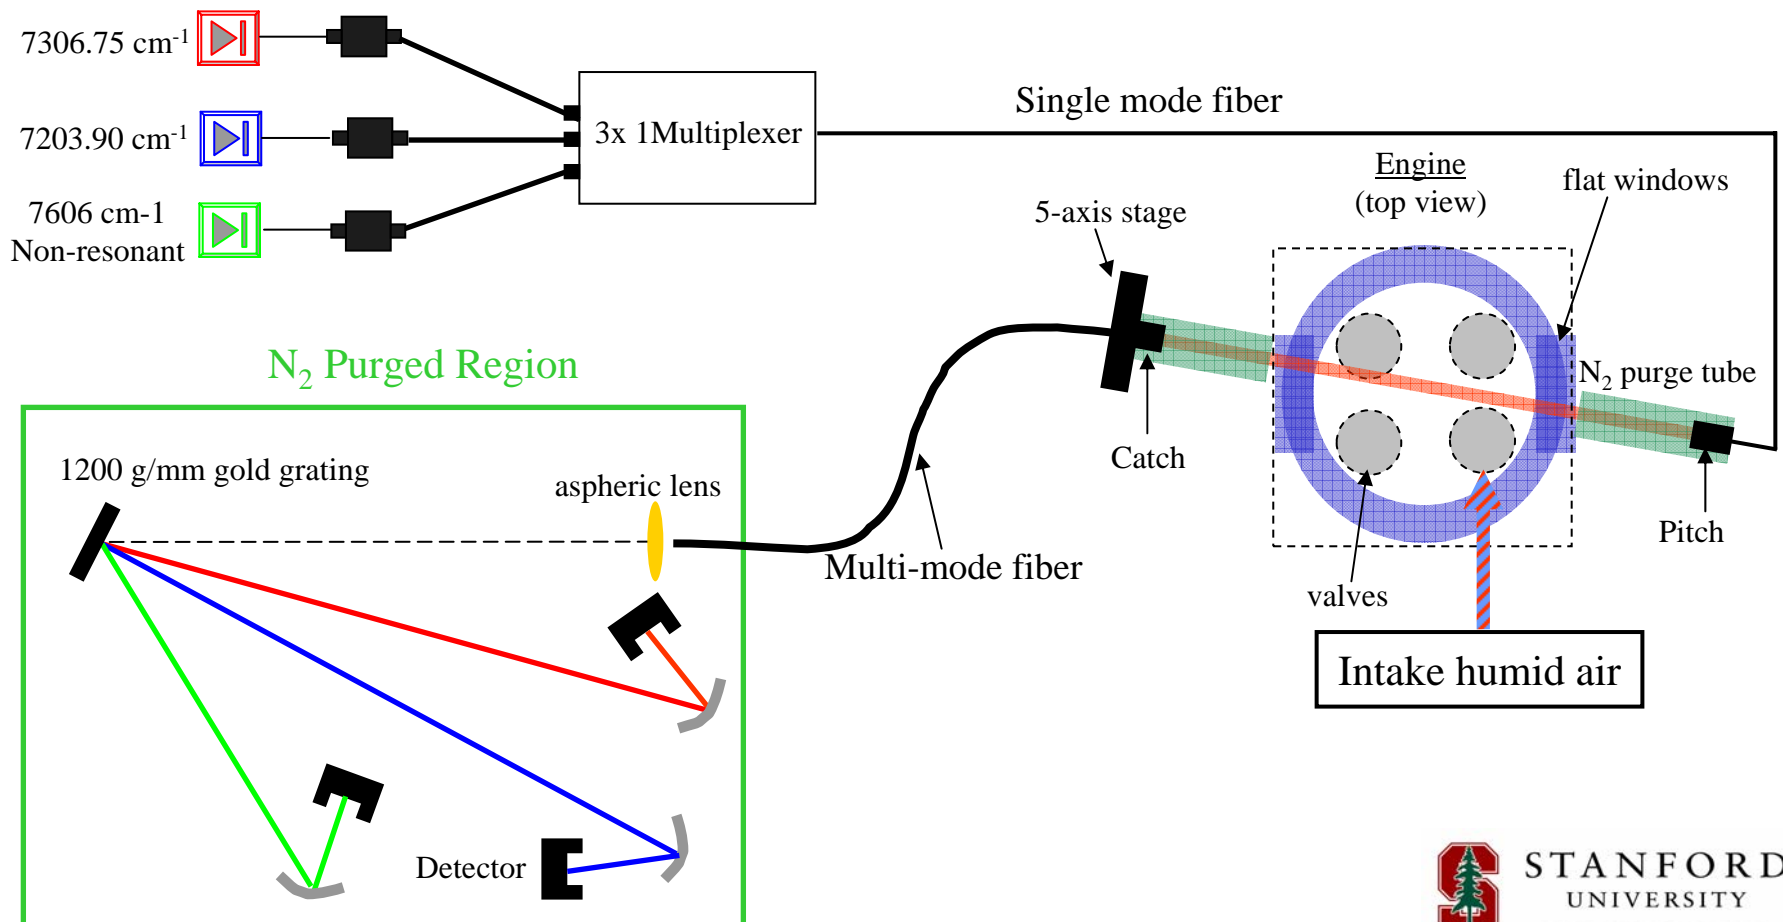 7306.75 cm⁻¹
7203.90 cm⁻¹
7606 cm-1
Non-resonant
3x 1Multiplexer
Single mode fiber
Engine
(top view)
flat windows
5-axis stage
N₂ purge tube
Catch
Pitch
valves
Intake humid air
Multi-mode fiber
N₂ Purged Region
1200 g/mm gold grating
aspheric lens
Detector
S
STANFORD
UNIVERSITY